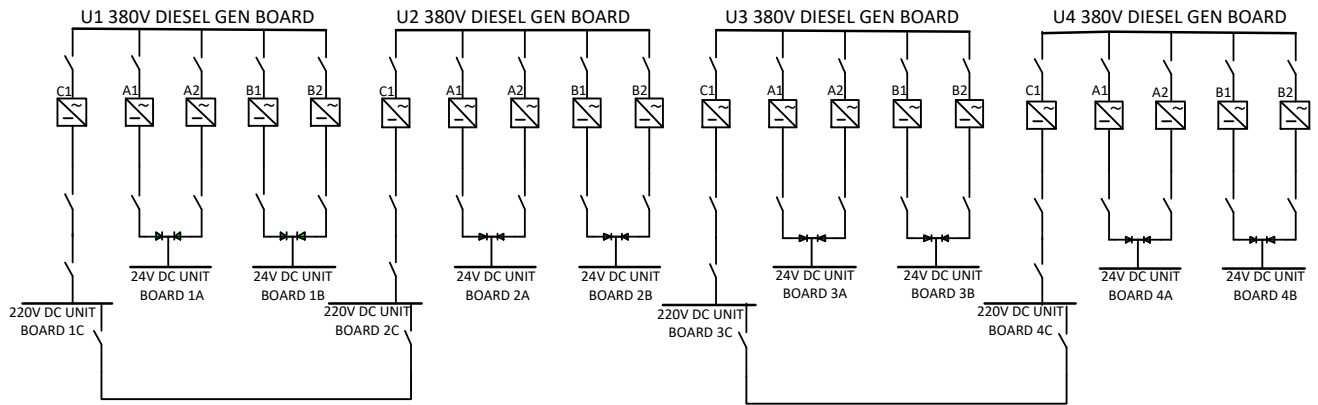 U1 380V DIESEL GEN BOARD
U2 380V DIESEL GEN BOARD
U3 380V DIESEL GEN BOARD
U4 380V DIESEL GEN BOARD
C1
A1
A2
B1
B2
C1
A1
A2
B1
B2
C1
A1
A2
B1
B2
C1
A1
A2
B1
B2
24V DC UNIT
BOARD 1A
24V DC UNIT
BOARD 1B
24V DC UNIT
BOARD 2A
24V DC UNIT
BOARD 2B
24V DC UNIT
BOARD 3A
24V DC UNIT
BOARD 3B
24V DC UNIT
BOARD 4A
24V DC UNIT
BOARD 4B
220V DC UNIT
BOARD 1C
220V DC UNIT
BOARD 2C
220V DC UNIT
BOARD 3C
220V DC UNIT
BOARD 4C